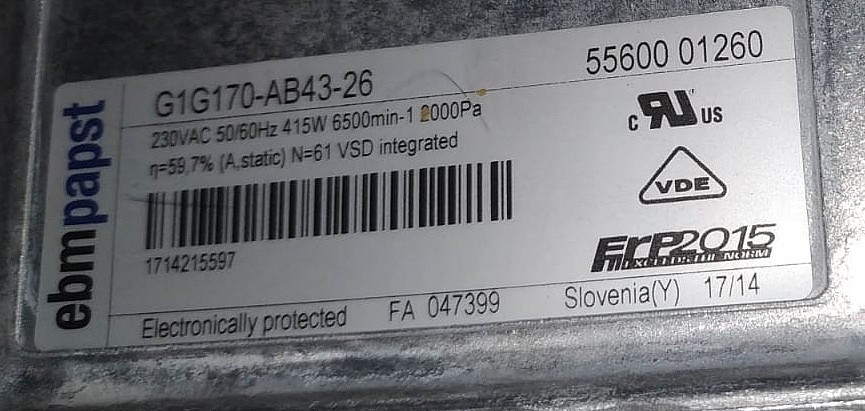 ebmpapst
G1G170-AB43-26
55600 01260
230VAC 50/60Hz 415W 6500min-1 2000Pa
η=59,7% (A,static) N=61 VSD integrated
c RU US
VDE
1714215597
ErP2015
Electronically protected FA 047399 Slovenia(Y) 17/14